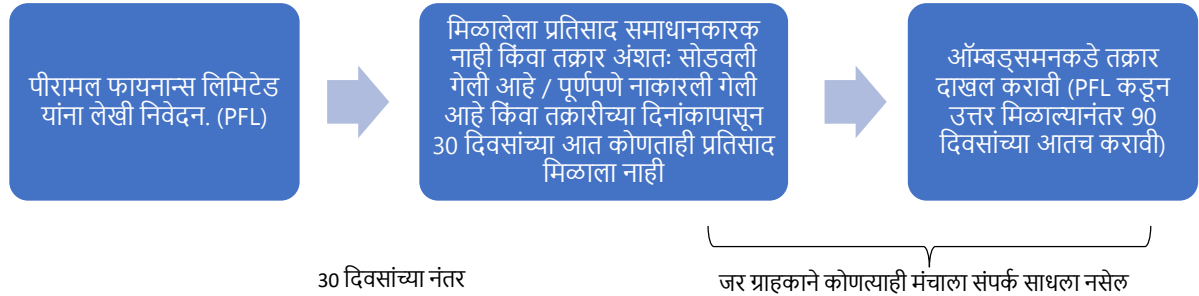 पीरामल फायनान्स लिमिटेड
यांना लेखी निवेदन. (PFL)
मिळालेला प्रतिसाद समाधानकारक
नाही किंवा तक्रार अंशतः सोडवली
गेली आहे / पूर्णपणे नाकारली गेली
आहे किंवा तक्रारीच्या दिनांकापासून
30 दिवसांच्या आत कोणताही प्रतिसाद
मिळाला नाही
ऑम्बड्समनकडे तक्रार
दाखल करावी (PFL कडून
उत्तर मिळाल्यानंतर 90
दिवसांच्या आतच करावी)
30 दिवसांच्या नंतर
जर ग्राहकाने कोणत्याही मंचाला संपर्क साधला नसेल